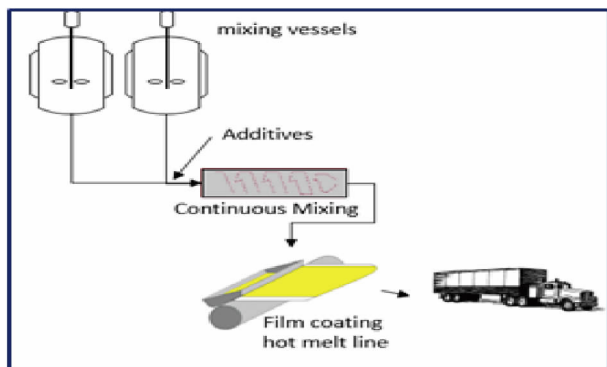 mixing vessels
Additives
Continuous Mixing
Film coating
hot melt line